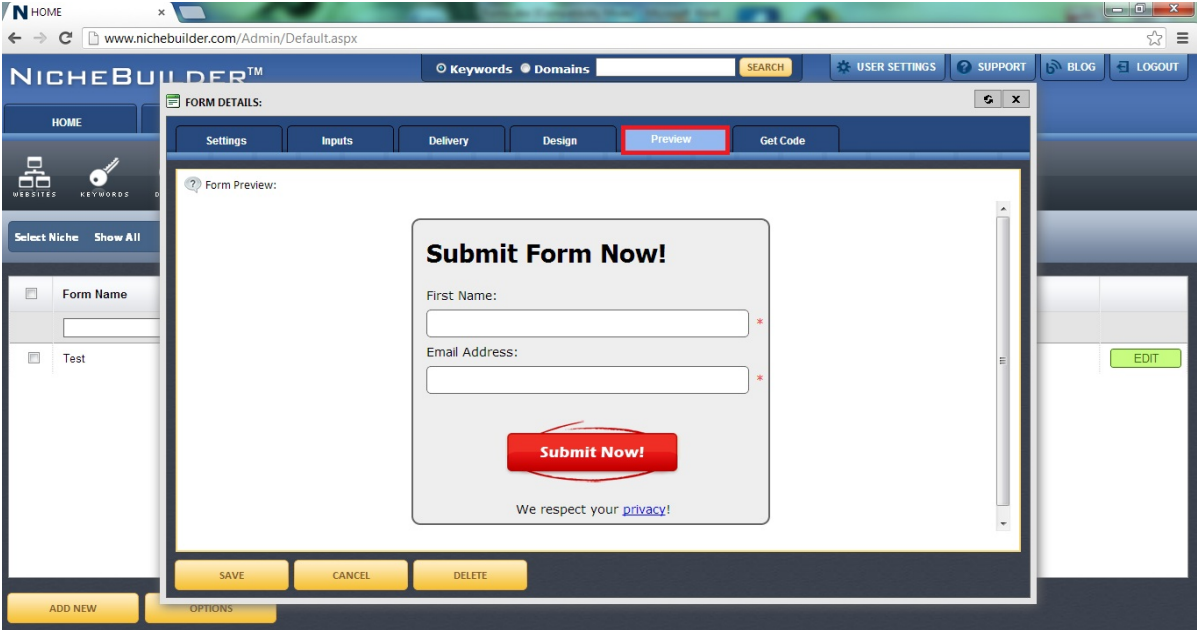 NHOME
www.nichebuilder.com/Admin/Default.aspx
NICHEBUILDER™
Keywords Domains SEARCH
USER SETTINGS SUPPORT BLOG LOGOUT
FORM DETAILS:
HOME
Settings Inputs Delivery Design Preview Get Code
WEBSITES KEYWORDS
Form Preview:
Select Niche Show All
Submit Form Now!
Form Name
First Name:
*
Email Address:
Test
EDIT
*
Submit Now!
We respect your privacy!
SAVE CANCEL DELETE
ADD NEW OPTIONS